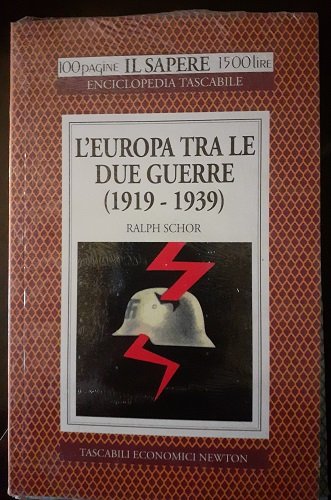 100 pagine IL SAPERE 1500 lire
ENCICLOPEDIA TASCABILE
L'EUROPA TRA LE
DUE GUERRE
(1919 - 1939)
RALPH SCHOR
TASCABILI ECONOMICI NEWTON